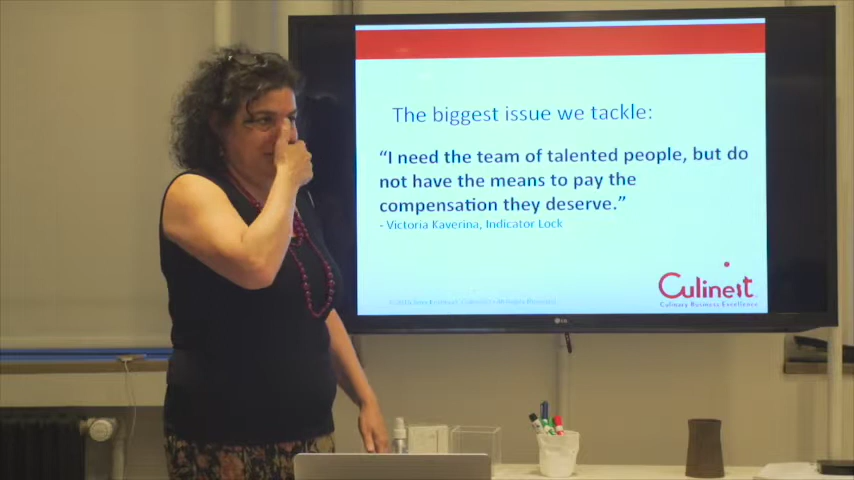 The biggest issue we tackle:
“I need the team of talented people, but do
not have the means to pay the
compensation they deserve.”
- Victoria Kaverina, Indicator Lock
Culineit
Culinary Business Excellence
LG